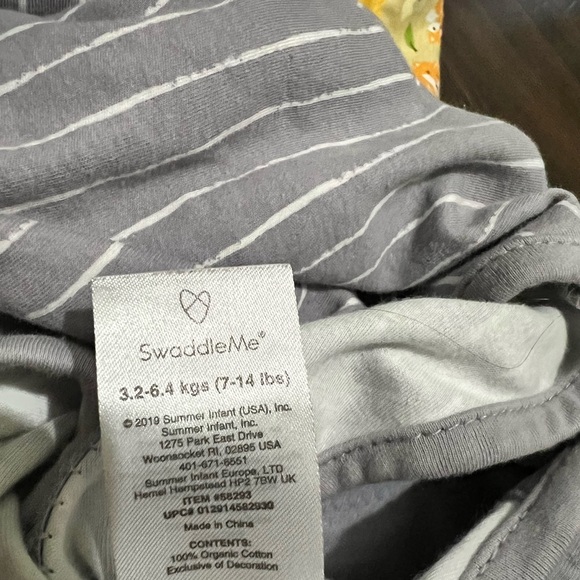 SwaddleMe®
3.2-6.4 kgs (7-14 lbs)
© 2019 Summer Infant (USA), Inc.
Summer Infant, Inc.
1275 Park East Drive
Woonsocket RI, 02895 USA
401-671-6551
Summer Infant Europe, LTD
Hemel Hempstead HP2 7BW UK
ITEM #58293
UPC# 012914582930
Made in China
CONTENTS:
100% Organic Cotton
Exclusive of Decoration